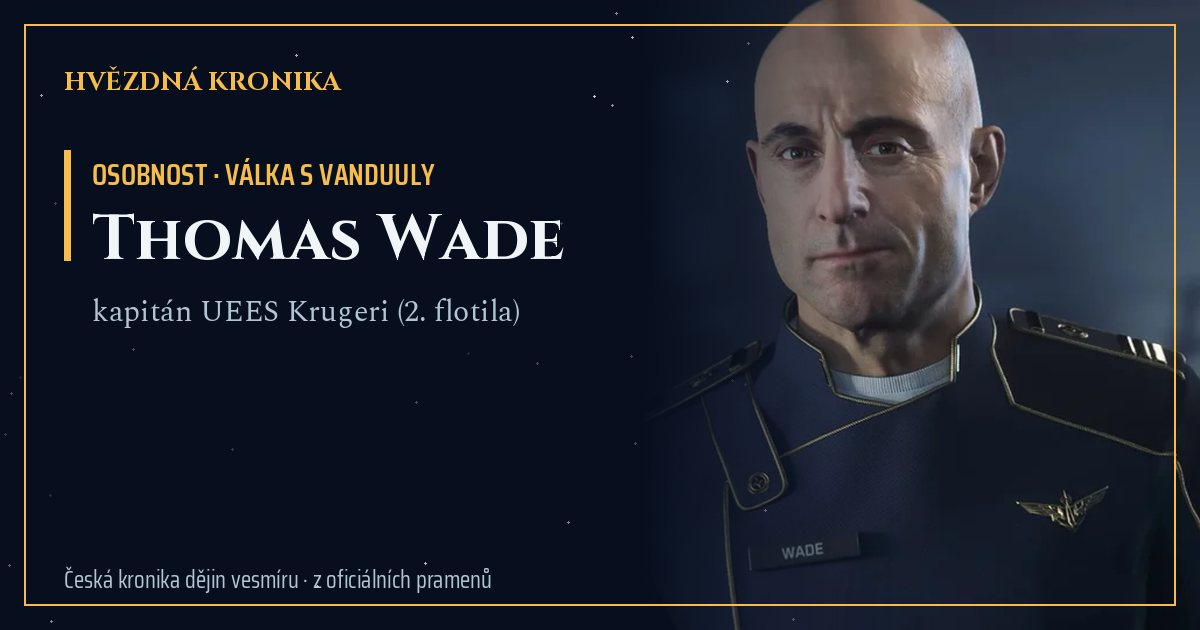 HVĚZDNÁ KRONIKA
OSOBNOST · VÁLKA S VANDUULY
THOMAS WADE
kapitán UEES Krugeri (2. flotila)
WADE
Česká kronika dějin vesmíru · z oficiálních pramenů